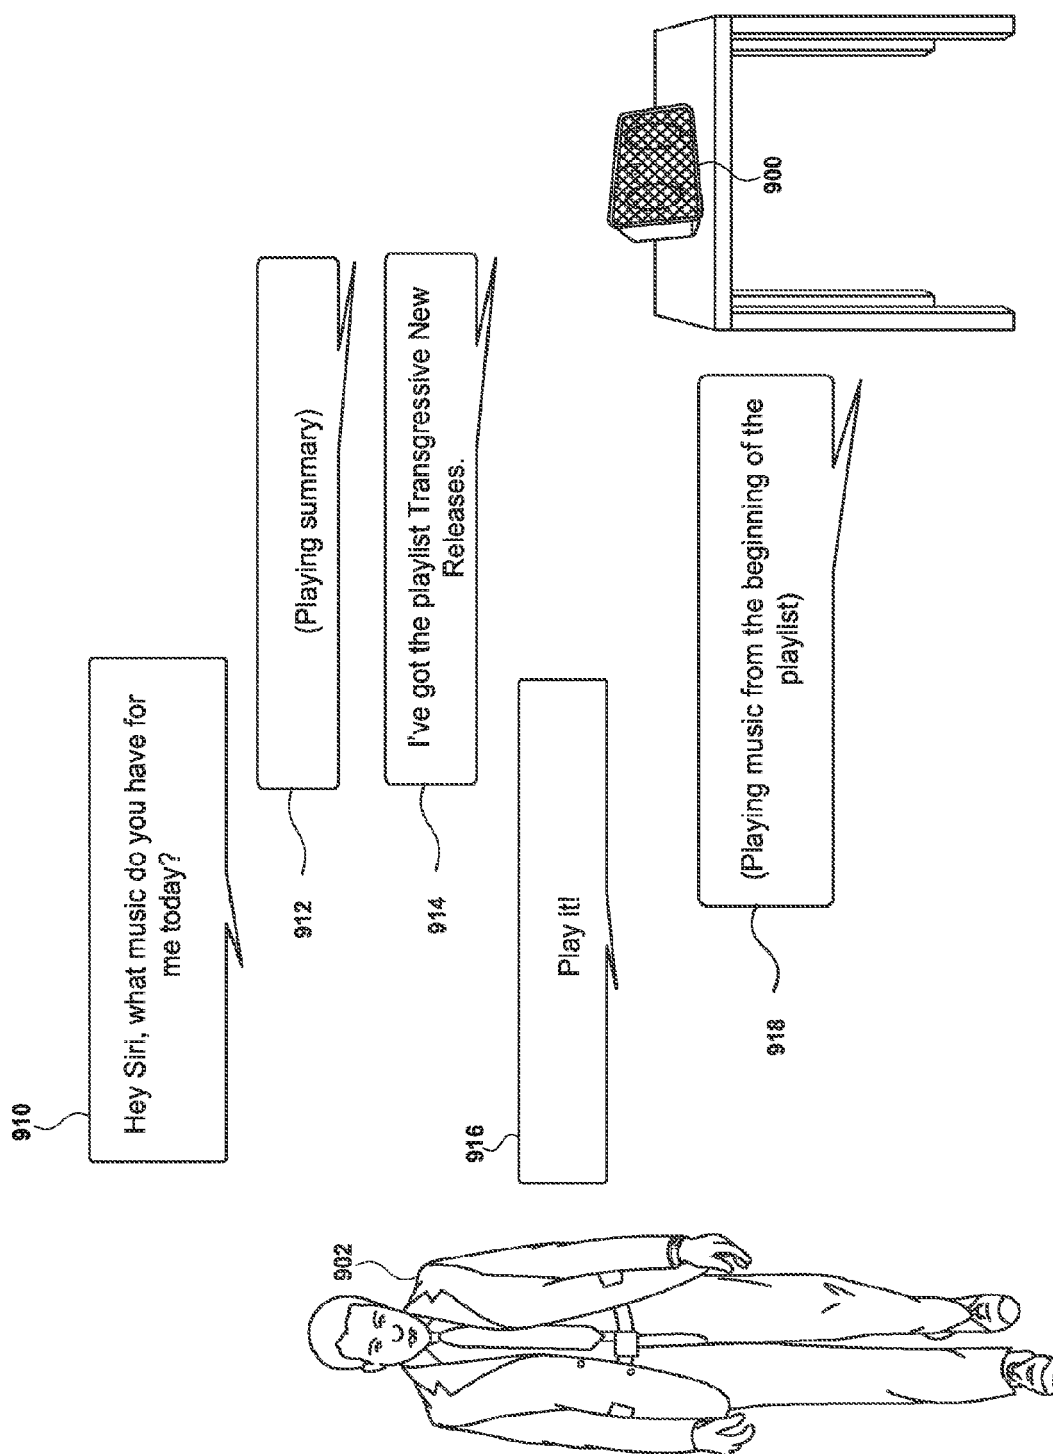 910
Hey Siri, what music do you have for
me today?
(Playing summary)
912
I've got the playlist Transgressive New
Releases.
914
916
Play it!
(Playing music from the beginning of the
playlist)
918
902
900